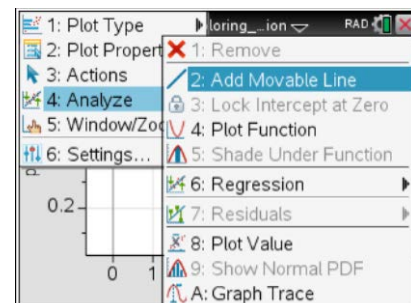 1: Plot Type
loring_...ion
RAD
2: Plot Propert
3: Actions
4: Analyze
5: Window/Zoo
6: Settings...
1: Remove
2: Add Movable Line
3: Lock Intercept at Zero
4: Plot Function
5: Shade Under Function
6: Regression
7: Residuals
8: Plot Value
9: Show Normal PDF
A: Graph Trace
0.2
0 1